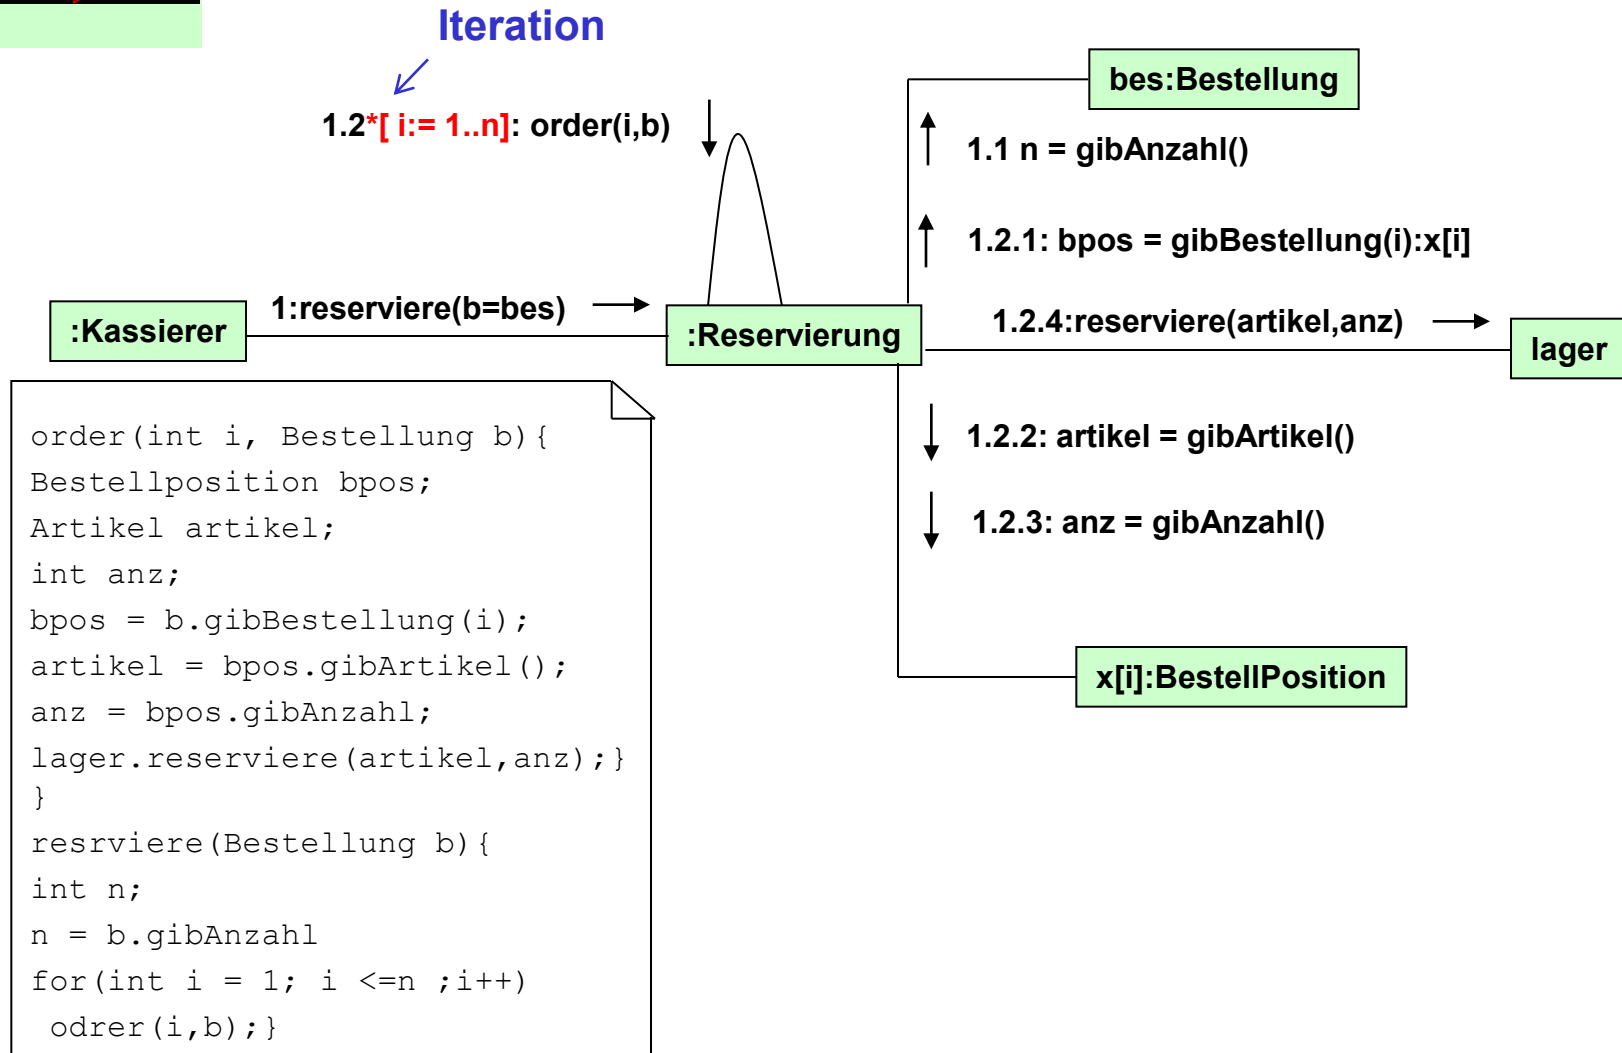 Iteration
bes:Bestellung
1.2*[ i:= 1..n]: order(i,b)
1.1 n = gibAnzahl()
1.2.1: bpos = gibBestellung(i):x[i]
:Kassierer
1:reserviere(b=bes)
:Reservierung
1.2.4:reserviere(artikel,anz)
lager
1.2.2: artikel = gibArtikel()
1.2.3: anz = gibAnzahl()
x[i]:BestellPosition
order(int i, Bestellung b){
Bestellposition bpos;
Artikel artikel;
int anz;
bpos = b.gibBestellung(i);
artikel = bpos.gibArtikel();
anz = bpos.gibAnzahl;
lager.reserviere(artikel,anz);}
}
resrviere(Bestellung b){
int n;
n = b.gibAnzahl
for(int i = 1; i <=n ;i++)
odrer(i,b);}